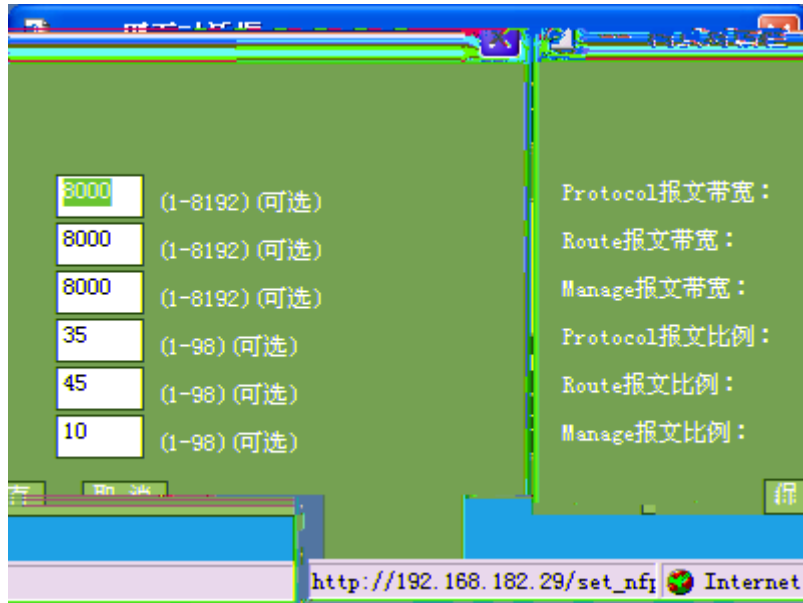 8000 (1-8192)(可选) Protocol报文带宽：
8000 (1-8192)(可选) Route报文带宽：
8000 (1-8192)(可选) Manage报文带宽：
35 (1-98)(可选) Protocol报文比例：
45 (1-98)(可选) Route报文比例：
10 (1-98)(可选) Manage报文比例：
存 取 消 保
http://192.168.182.29/set_nfp Internet